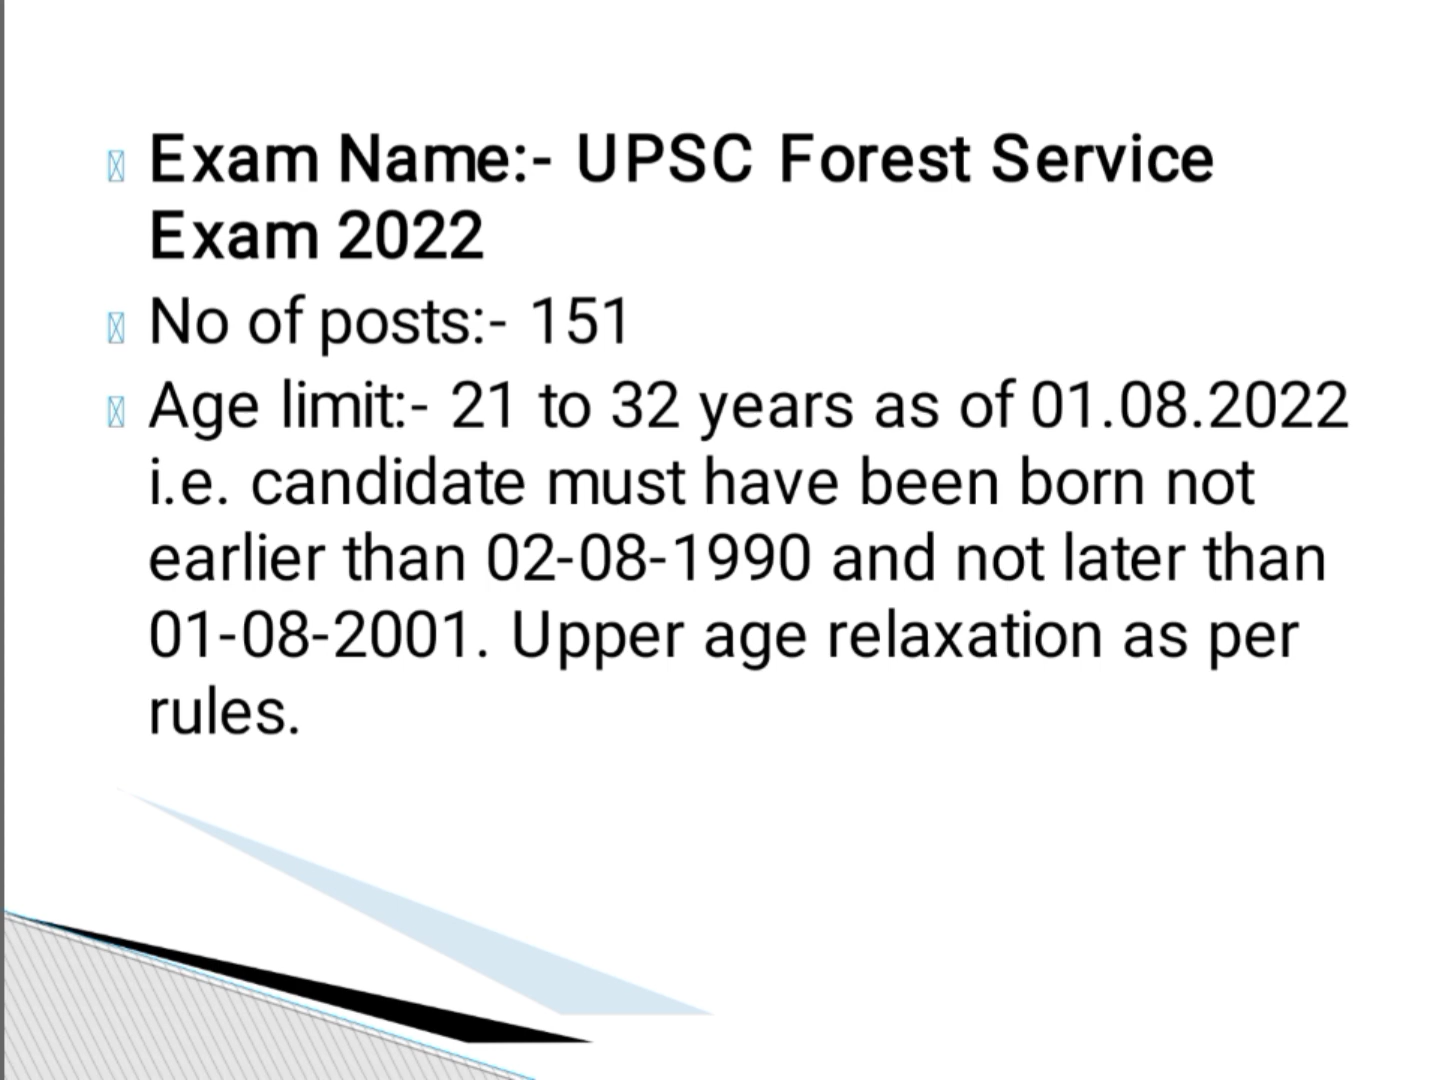 Exam Name:- UPSC Forest Service
Exam 2022
No of posts:- 151
Age limit:- 21 to 32 years as of 01.08.2022
i.e. candidate must have been born not
earlier than 02-08-1990 and not later than
01-08-2001. Upper age relaxation as per
rules.